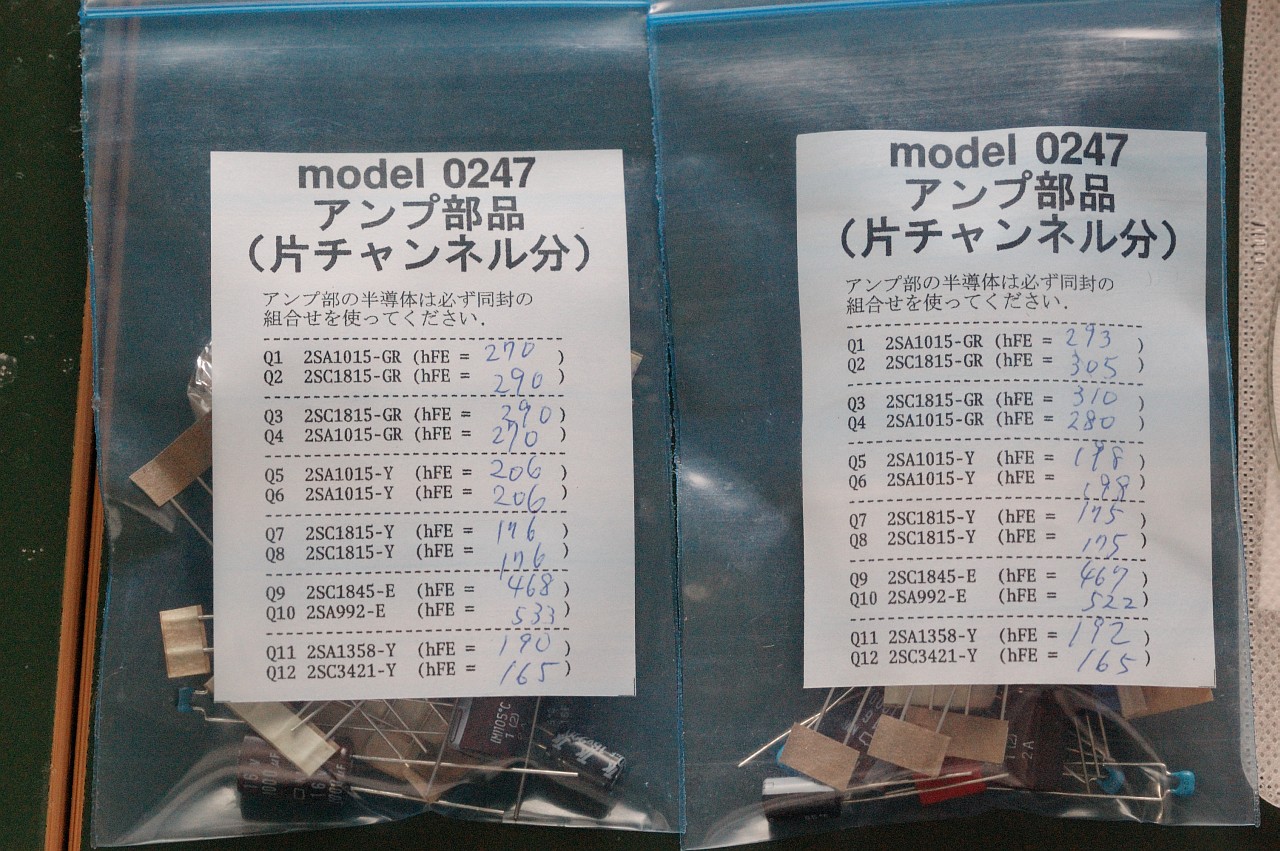 model 0247
アンプ部品
（片チャンネル分）
アンプ部の半導体は必ず同封の
組合せを使ってください．
Q1 2SA1015-GR (hFE = 270 )
Q2 2SC1815-GR (hFE = 290 )
Q3 2SC1815-GR (hFE = 290 )
Q4 2SA1015-GR (hFE = 270 )
Q5 2SA1015-Y (hFE = 206 )
Q6 2SA1015-Y (hFE = 206 )
Q7 2SC1815-Y (hFE = 176 )
Q8 2SC1815-Y (hFE = 176 )
Q9 2SC1845-E (hFE = 468 )
Q10 2SA992-E (hFE = 533 )
Q11 2SA1358-Y (hFE = 190 )
Q12 2SC3421-Y (hFE = 165 )
(M)105°C
16V
model 0247
アンプ部品
（片チャンネル分）
アンプ部の半導体は必ず同封の
組合せを使ってください．
Q1 2SA1015-GR (hFE = 293 )
Q2 2SC1815-GR (hFE = 305 )
Q3 2SC1815-GR (hFE = 310 )
Q4 2SA1015-GR (hFE = 280 )
Q5 2SA1015-Y (hFE = 198 )
Q6 2SA1015-Y (hFE = 198 )
Q7 2SC1815-Y (hFE = 175 )
Q8 2SC1815-Y (hFE = 175 )
Q9 2SC1845-E (hFE = 467 )
Q10 2SA992-E (hFE = 522 )
Q11 2SA1358-Y (hFE = 192 )
Q12 2SC3421-Y (hFE = 165 )
2A